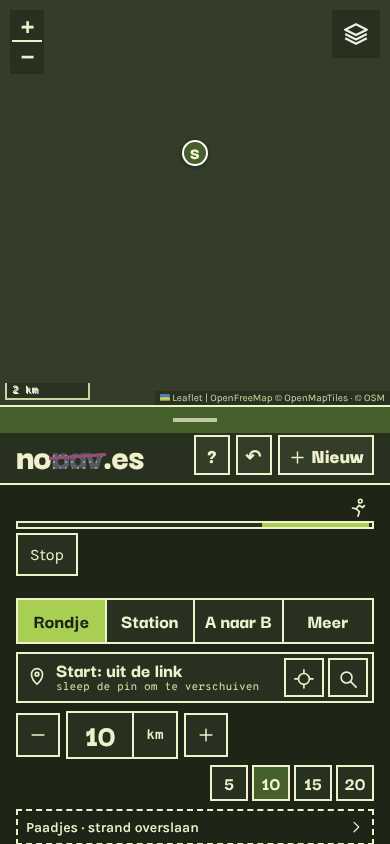 +
−
S
2 km
Leaflet | OpenFreeMap © OpenMapTiles · © OSM
nonav.es
?
↶
+ Nieuw
Stop
Rondje
Station
A naar B
Meer
Start: uit de link
sleep de pin om te verschuiven
−
10
km
+
5
10
15
20
Paadjes · strand overslaan